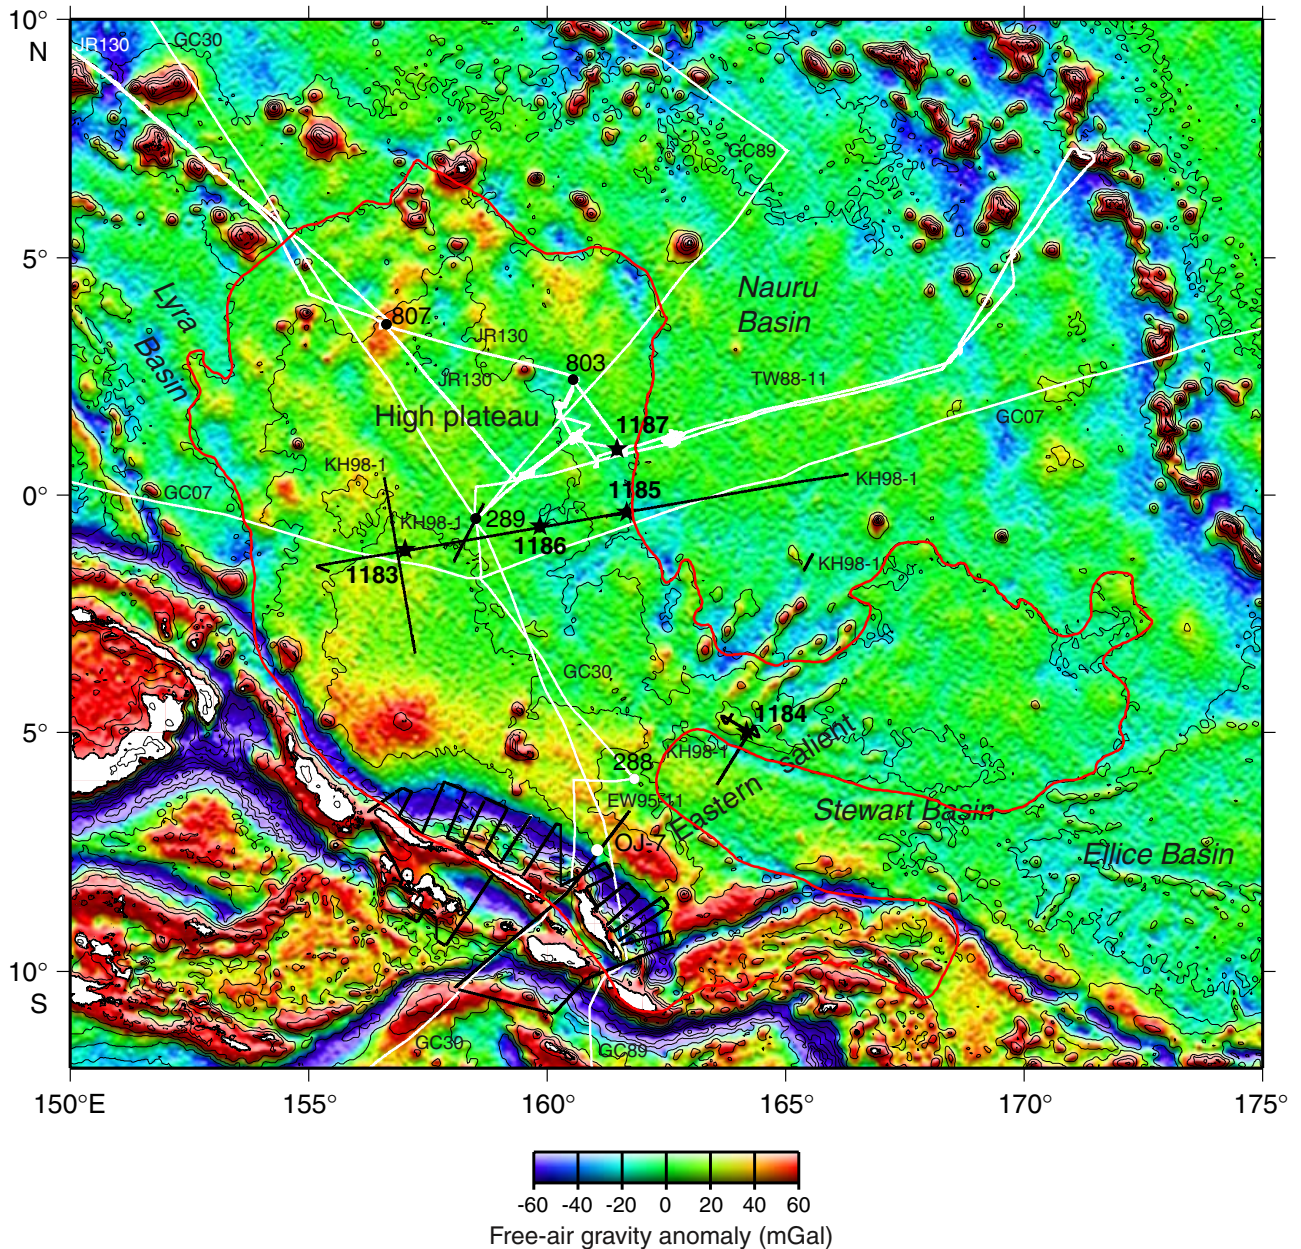 10°
N
JR130
GC30
GC89
5°
Lyra
Basin
Nauru
Basin
807
JR130
803
JR130
TW88-11
High plateau
1187
GC07
KH98-1
0°
GC07
1185
KH98-1
KH98-1
289
1186
1183
KH98-1
GC30
5°
1184
KH98-1
288
Eastern salient
EW95-11
Stewart Basin
OJ-7
Ellice Basin
10°
S
GC30
GC89
150°E
155°
160°
165°
170°
175°
-60
-40
-20
0
20
40
60
Free-air gravity anomaly (mGal)